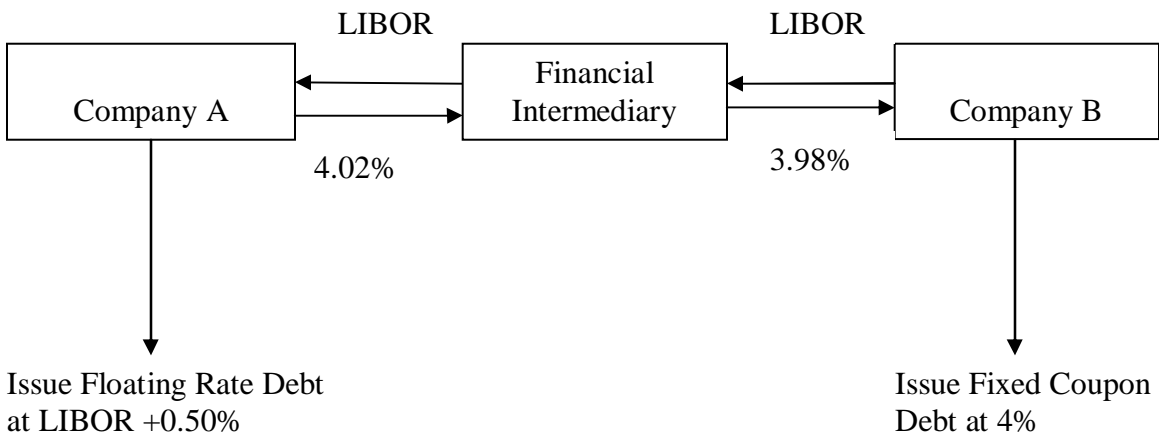 LIBOR
LIBOR
Company A
Financial
Intermediary
Company B
4.02%
3.98%
Issue Floating Rate Debt
at LIBOR +0.50%
Issue Fixed Coupon
Debt at 4%